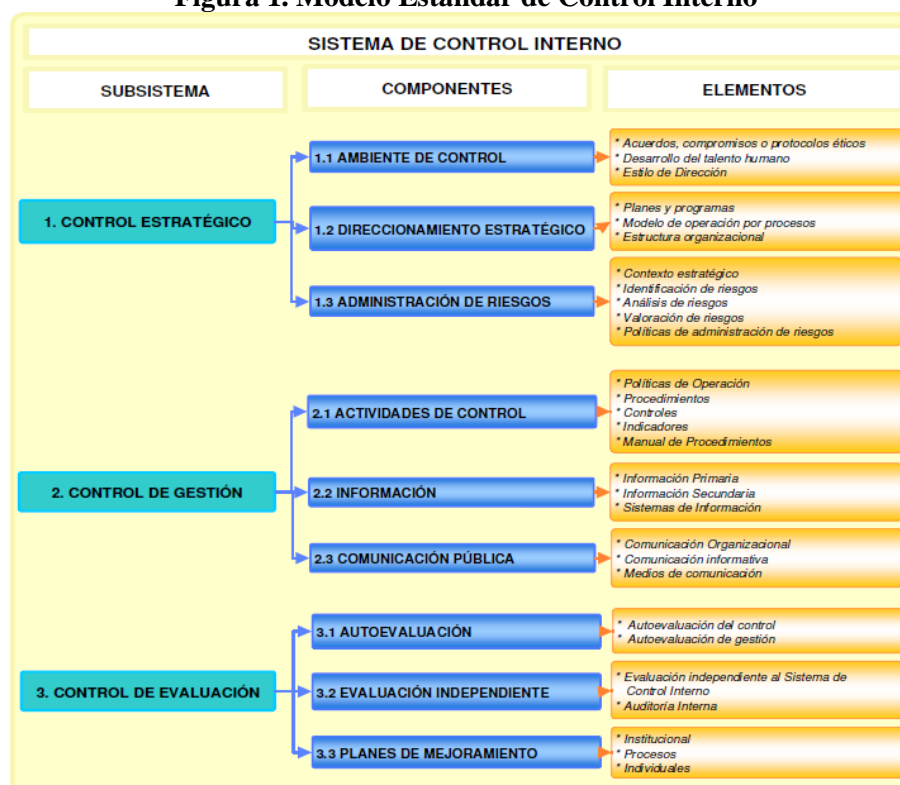 Figura 1. Modelo Estándar de Control Interno
SISTEMA DE CONTROL INTERNO
SUBSISTEMA
COMPONENTES
ELEMENTOS
1. CONTROL ESTRATÉGICO
1.1 AMBIENTE DE CONTROL
* Acuerdos, compromisos o protocolos éticos
* Desarrollo del talento humano
* Estilo de Dirección
1.2 DIRECCIONAMIENTO ESTRATÉGICO
* Planes y programas
* Modelo de operación por procesos
* Estructura organizacional
1.3 ADMINISTRACIÓN DE RIESGOS
* Contexto estratégico
* Identificación de riesgos
* Análisis de riesgos
* Valoración de riesgos
* Políticas de administración de riesgos
2. CONTROL DE GESTIÓN
2.1 ACTIVIDADES DE CONTROL
* Políticas de Operación
* Procedimientos
* Controles
* Indicadores
* Manual de Procedimientos
2.2 INFORMACIÓN
* Información Primaria
* Información Secundaria
* Sistemas de Información
2.3 COMUNICACIÓN PÚBLICA
* Comunicación Organizacional
* Comunicación informativa
* Medios de comunicación
3. CONTROL DE EVALUACIÓN
3.1 AUTOEVALUACIÓN
* Autoevaluación del control
* Autoevaluación de gestión
3.2 EVALUACIÓN INDEPENDIENTE
* Evaluación independiente al Sistema de
Control Interno
* Auditoría Interna
3.3 PLANES DE MEJORAMIENTO
* Institucional
* Procesos
* Individuales